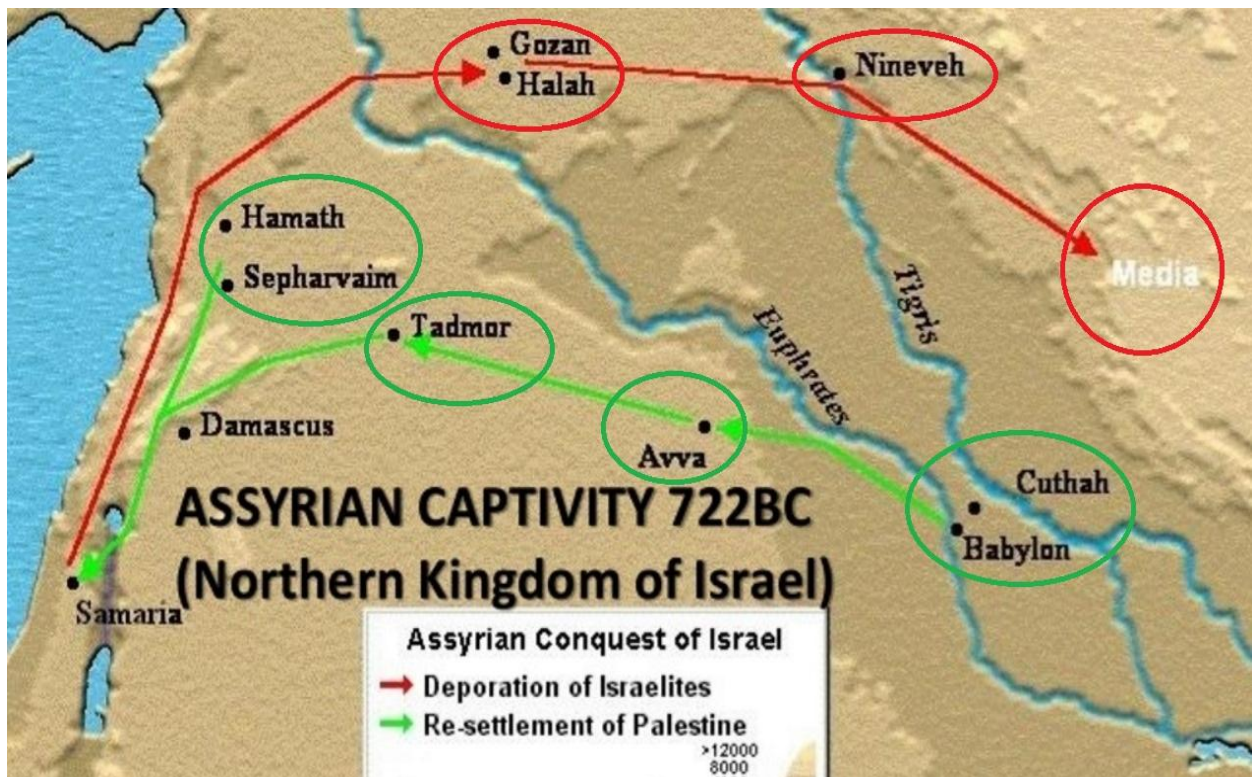 Gozan
Halah
Nineveh
Hamath
Sepharvaim
Media
Tigris
Tadmor
Euphrates
Damascus
Avva
Cuthah
Babylon
ASSYRIAN CAPTIVITY 722BC
(Northern Kingdom of Israel)
Samaria
Assyrian Conquest of Israel
Deporation of Israelites
Re-settlement of Palestine
>12000
8000